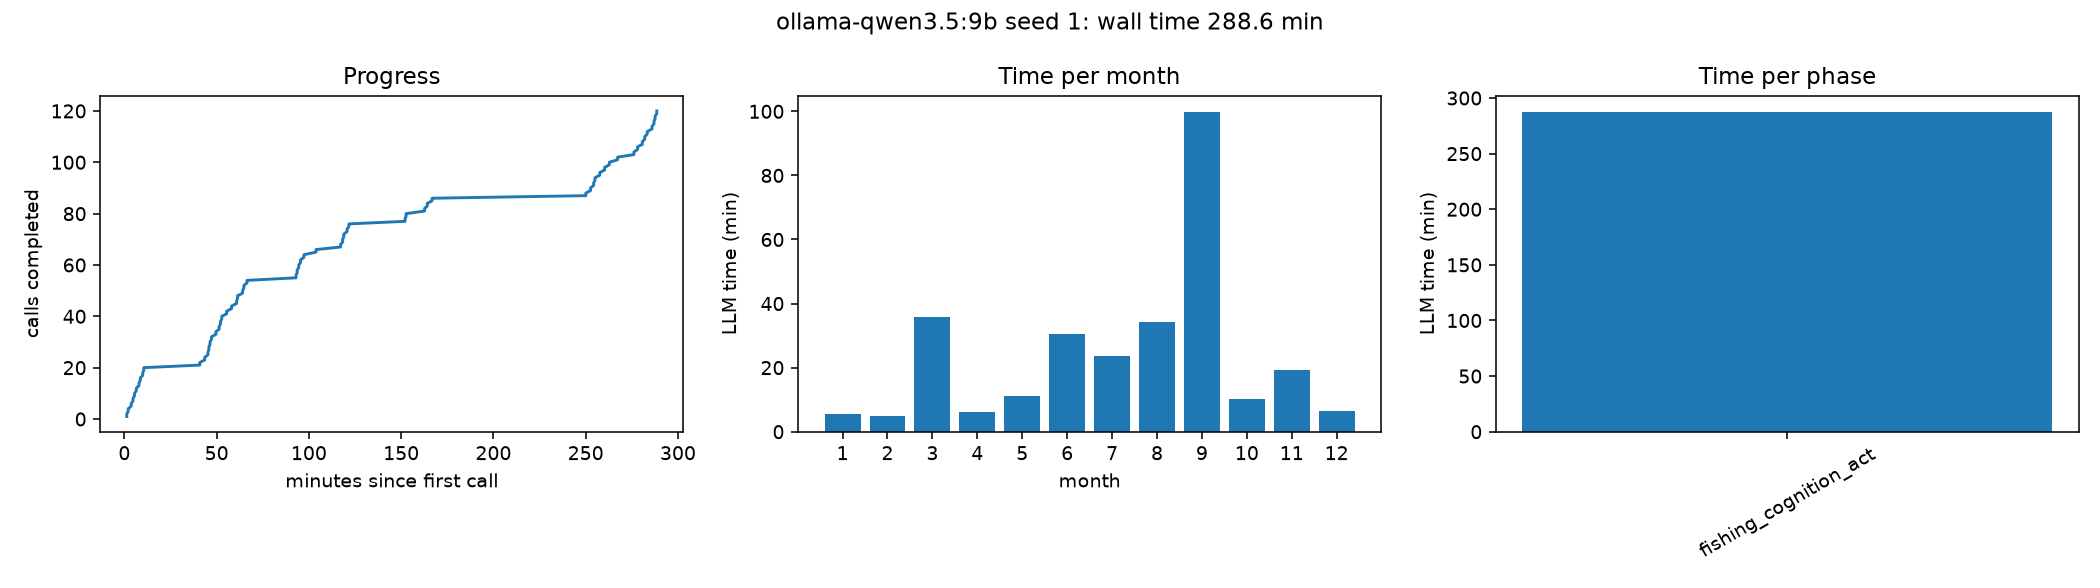 ollama-qwen3.5:9b seed 1: wall time 288.6 min
Progress
calls completed
120
100
80
60
40
20
0
0 50 100 150 200 250 300
minutes since first call
Time per month
LLM time (min)
100
80
60
40
20
0
1 2 3 4 5 6 7 8 9 10 11 12
month
Time per phase
LLM time (min)
300
250
200
150
100
50
0
fishing_cognition_act